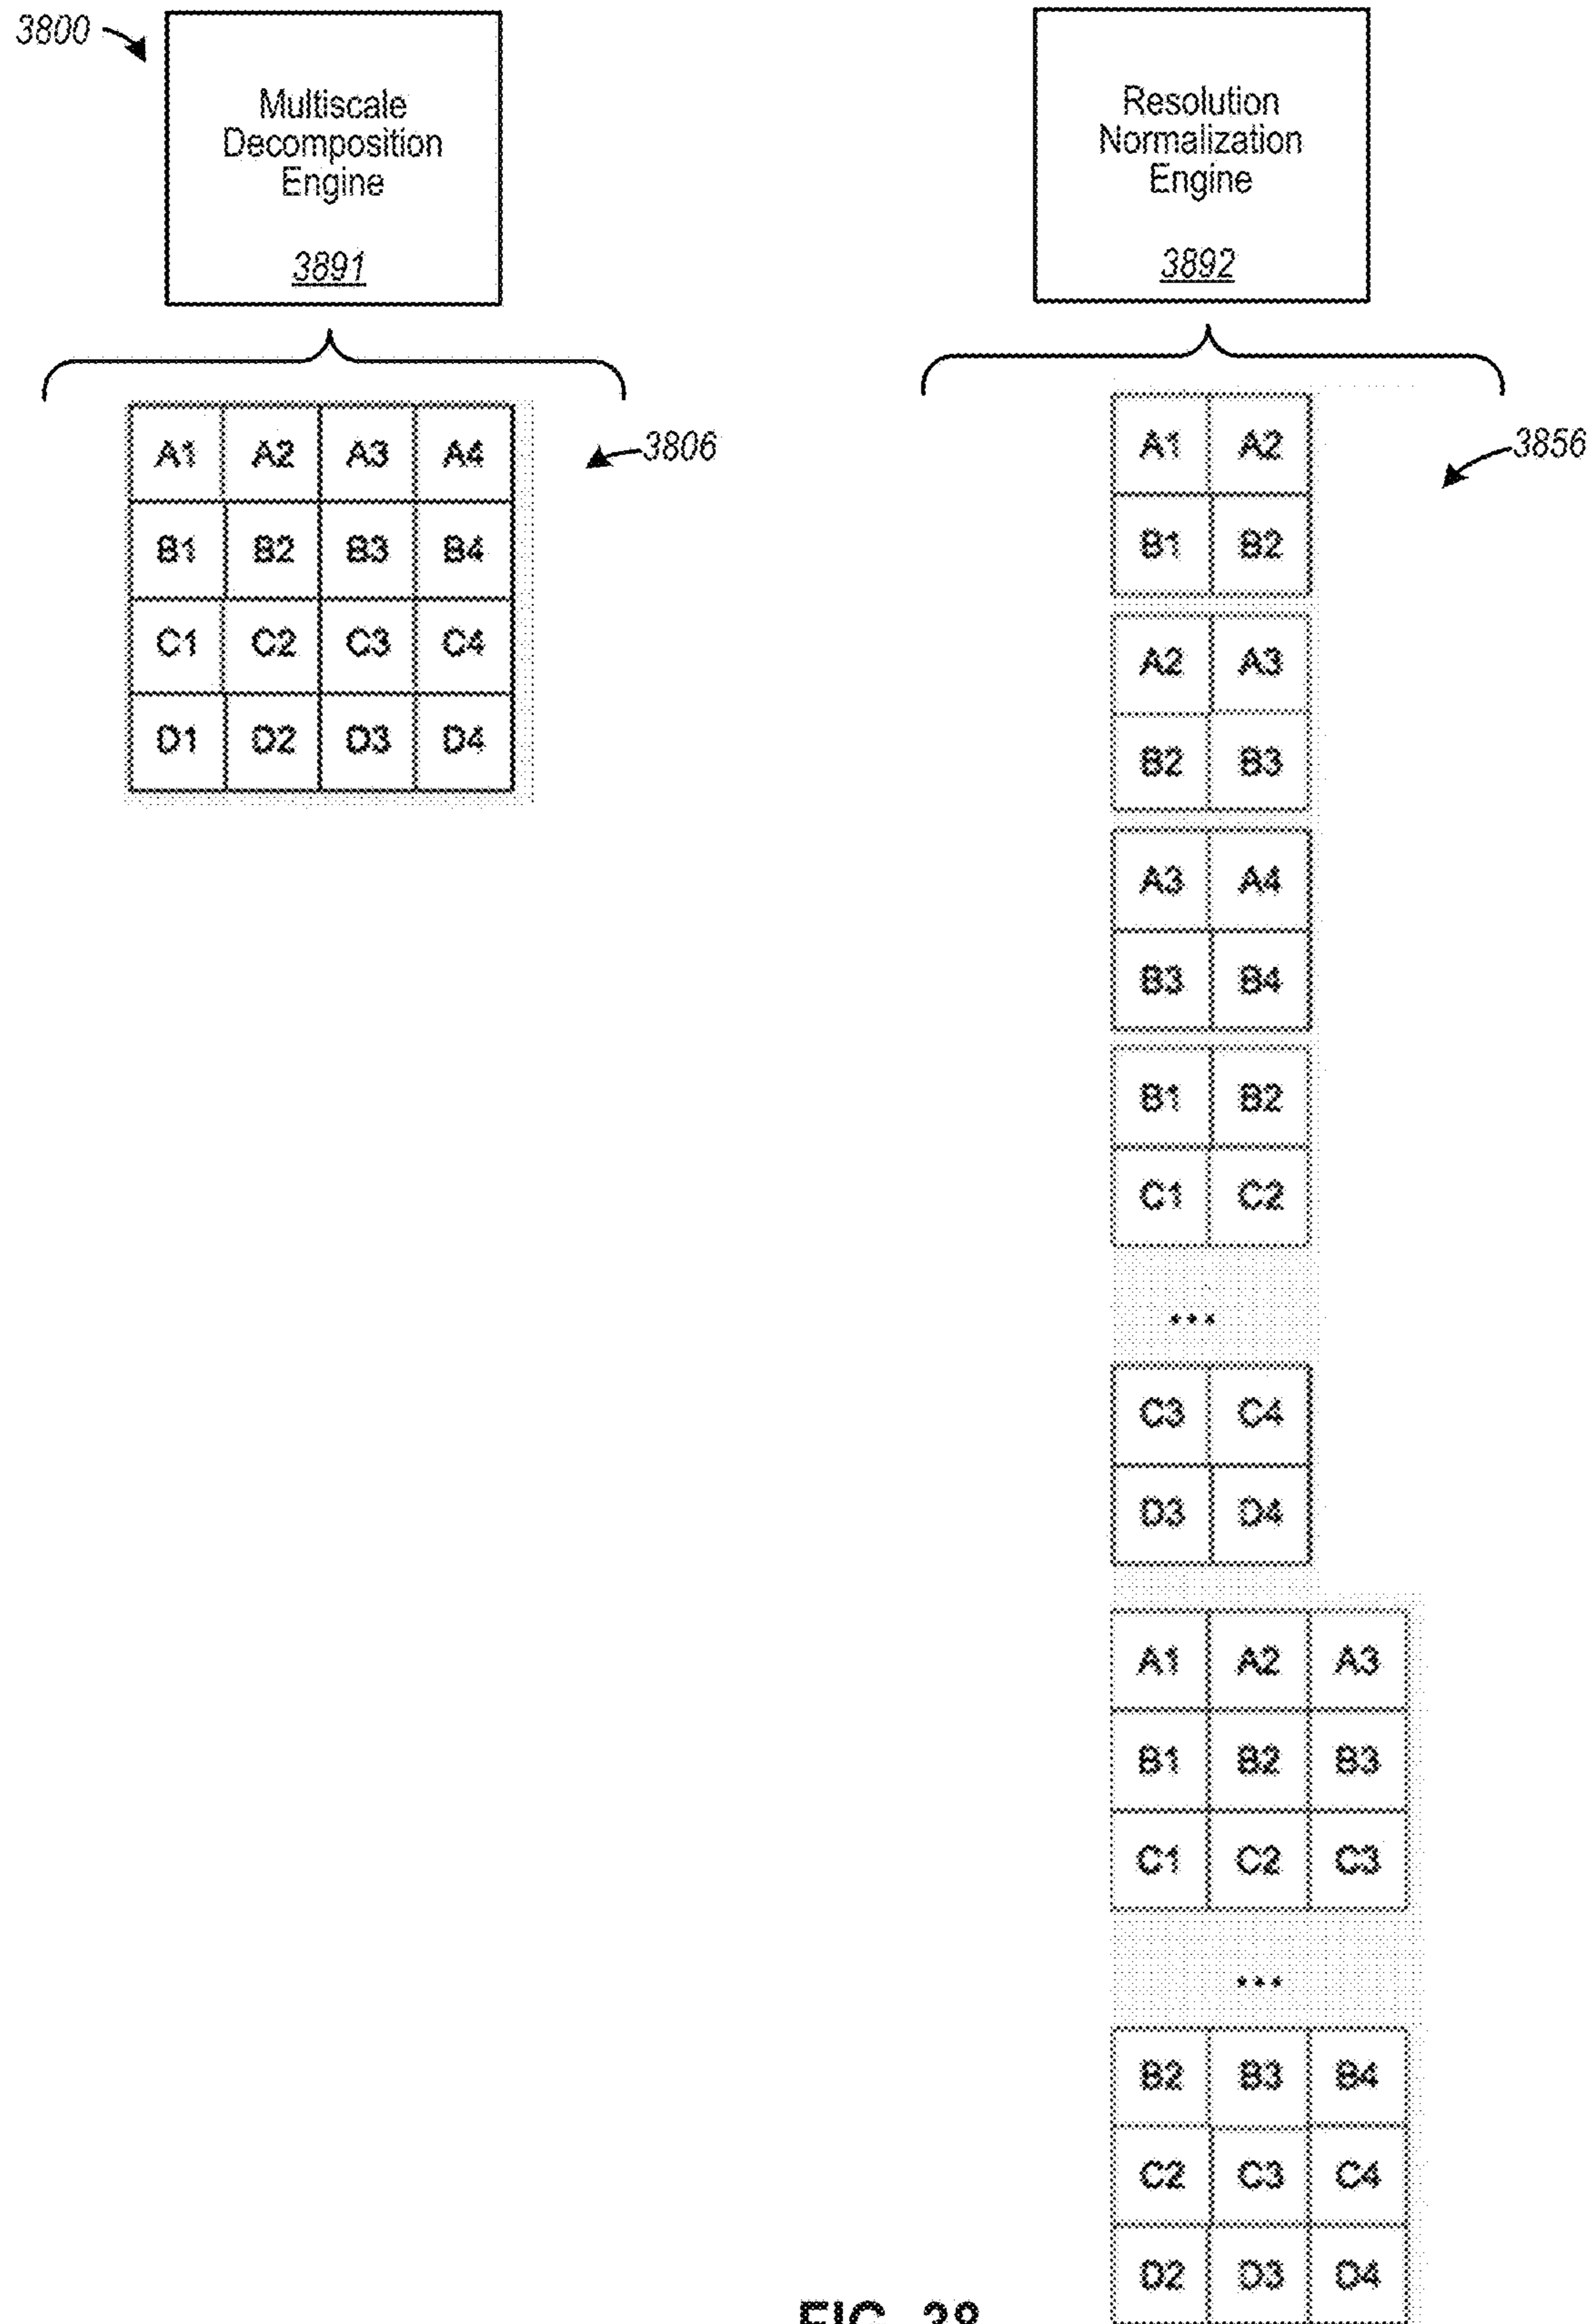 3800
Multiscale
Decomposition
Engine
3891
Resolution
Normalization
Engine
3892
A1 A2 A3 A4
B1 B2 B3 B4
C1 C2 C3 C4
D1 D2 D3 D4
3806
A1 A2
B1 B2
3856
A2 A3
B2 B3
A3 A4
B3 B4
B1 B2
C1 C2
...
C3 C4
D3 D4
A1 A2 A3
B1 B2 B3
C1 C2 C3
...
B2 B3 B4
C2 C3 C4
D2 D3 D4
FIG. 38